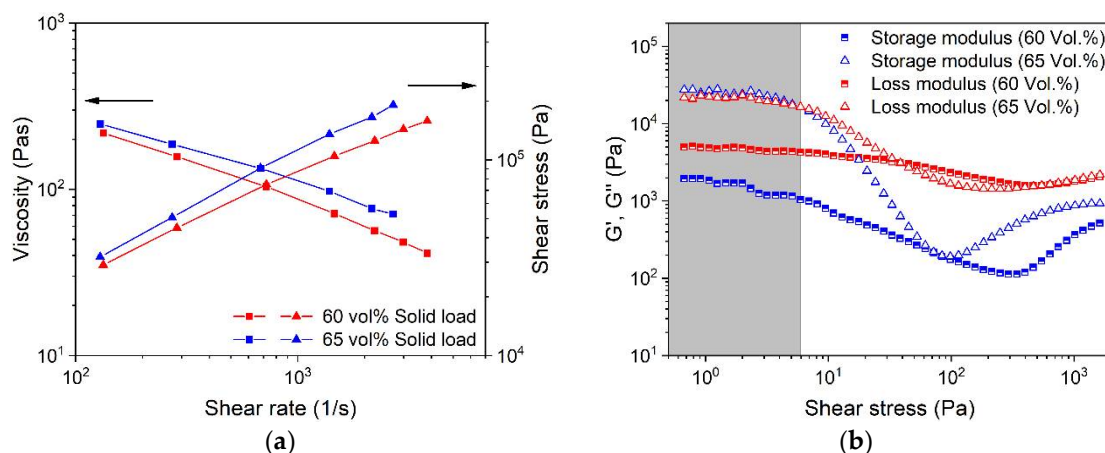 10³
10²
10¹
Viscosity (Pas)
10⁵
10⁴
Shear stress (Pa)
60 vol% Solid load
65 vol% Solid load
10² 10³
Shear rate (1/s)
(a)
10⁵
10⁴
10³
10²
10¹
G', G" (Pa)
Storage modulus (60 Vol.%)
Storage modulus (65 Vol.%)
Loss modulus (60 Vol.%)
Loss modulus (65 Vol.%)
10⁰ 10¹ 10² 10³
Shear stress (Pa)
(b)